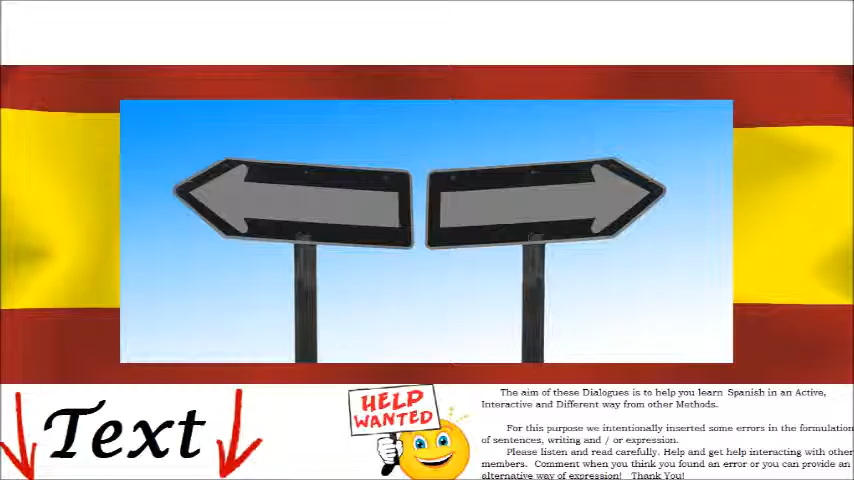 HELP
WANTED
Text
The aim of these Dialogues is to help you learn Spanish in an Active,
Interactive and Different way from other Methods.
For this purpose we intentionally inserted some errors in the formulation
of sentences, writing and / or expression.
Please listen and read carefully. Help and get help interacting with other
members. Comment when you think you found an error or you can provide an
alternative way of expression! Thank You!